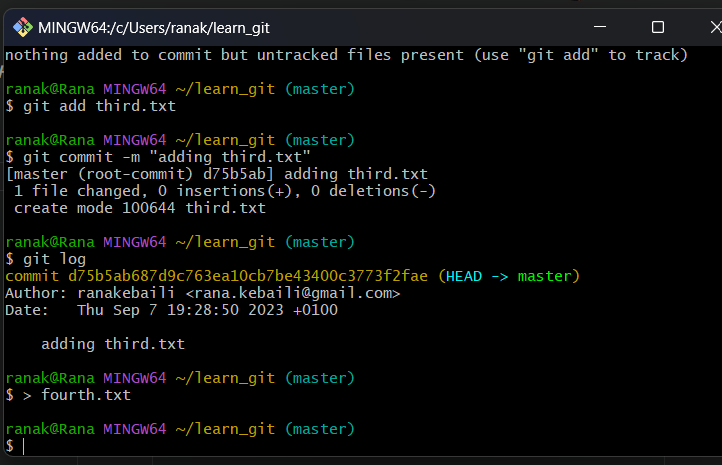 MINGW64:/c/Users/ranak/learn_git
nothing added to commit but untracked files present (use "git add" to track)
ranak@Rana MINGW64 ~/learn_git (master)
$ git add third.txt
ranak@Rana MINGW64 ~/learn_git (master)
$ git commit -m "adding third.txt"
[master (root-commit) d75b5ab] adding third.txt
 1 file changed, 0 insertions(+), 0 deletions(-)
 create mode 100644 third.txt
ranak@Rana MINGW64 ~/learn_git (master)
$ git log
commit d75b5ab687d9c763ea10cb7be43400c3773f2fae (HEAD -> master)
Author: ranakebaili <rana.kebaili@gmail.com>
Date:   Thu Sep 7 19:28:50 2023 +0100
    adding third.txt
ranak@Rana MINGW64 ~/learn_git (master)
$ > fourth.txt
ranak@Rana MINGW64 ~/learn_git (master)
$